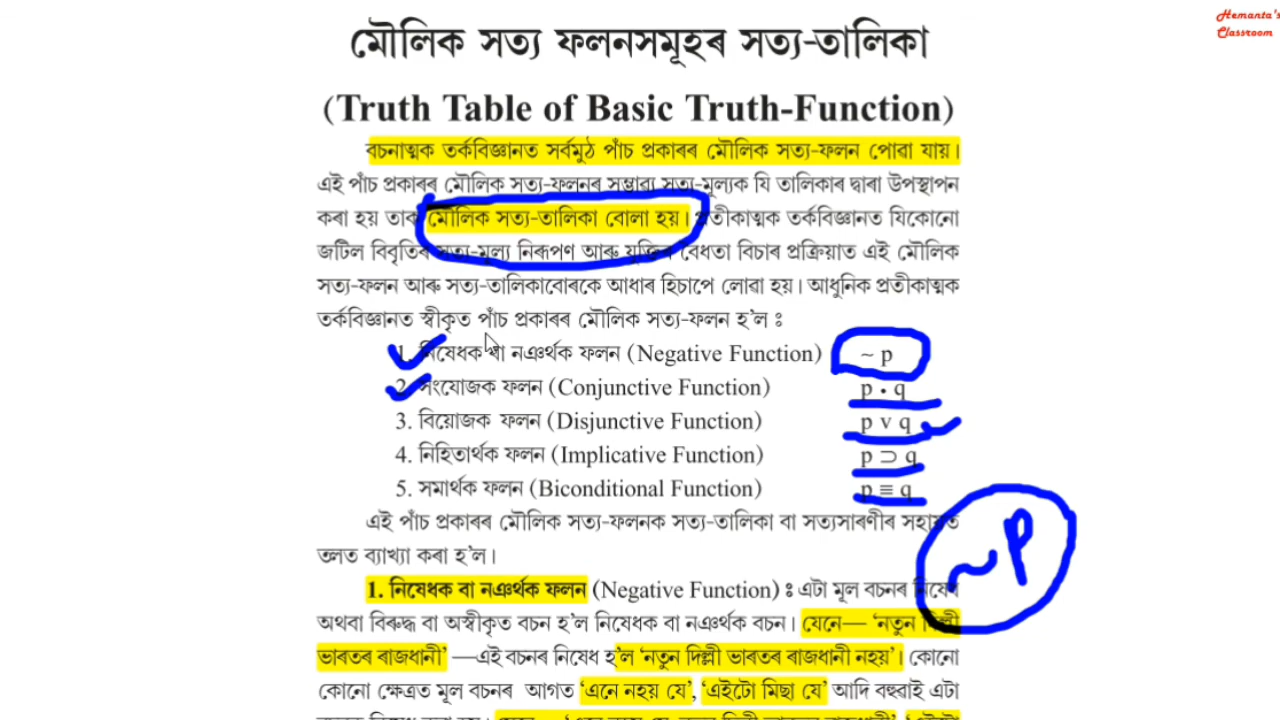 Hemanta's
Classroom
মৌলিক সত্য ফলনসমূহৰ সত্য-তালিকা
(Truth Table of Basic Truth-Function)
বচনাত্মক তৰ্কবিজ্ঞানত সৰ্বমুঠ পাঁচ প্ৰকাৰৰ মৌলিক সত্য-ফলন পোৱা যায়।
এই পাঁচ প্ৰকাৰৰ মৌলিক সত্য-ফলনৰ সম্ভাব্য সত্য-মূল্যক যি তালিকাৰ দ্বাৰা উপস্থাপন
কৰা হয় তাক মৌলিক সত্য-তালিকা বোলা হয়। প্ৰতীকাত্মক তৰ্কবিজ্ঞানত যিকোনো
জটিল বিবৃতিৰ সত্য-মূল্য নিৰূপণ আৰু যুক্তিৰ বৈধতা বিচাৰ প্ৰক্ৰিয়াত এই মৌলিক
সত্য-ফলন আৰু সত্য-তালিকাবোৰকে আধাৰ হিচাপে লোৱা হয়। আধুনিক প্ৰতীকাত্মক
তৰ্কবিজ্ঞানত স্বীকৃত পাঁচ প্ৰকাৰৰ মৌলিক সত্য-ফলন হ'ল ঃ
1. নিষেধক বা নঞৰ্থক ফলন (Negative Function) ~ p
2. সংযোজক ফলন (Conjunctive Function) p • q
3. বিয়োজক ফলন (Disjunctive Function) p v q
4. নিহিতাৰ্থক ফলন (Implicative Function) p ⊃ q
5. সমাৰ্থক ফলন (Biconditional Function) p ≡ q
এই পাঁচ প্ৰকাৰৰ মৌলিক সত্য-ফলনক সত্য-তালিকা বা সত্যসাৰণীৰ সহায়ত
তলত ব্যাখ্যা কৰা হ'ল।
~p
1. নিষেধক বা নঞৰ্থক ফলন (Negative Function) ঃ এটা মূল বচনৰ নিষেধ
অথবা বিৰুদ্ধ বা অস্বীকৃত বচন হ'ল নিষেধক বা নঞৰ্থক বচন। যেনে— 'নতুন দিল্লী
ভাৰতৰ ৰাজধানী' —এই বচনৰ নিষেধ হ'ল 'নতুন দিল্লী ভাৰতৰ ৰাজধানী নহয়'। কোনো
কোনো ক্ষেত্ৰত মূল বচনৰ আগত 'এনে নহয় যে', 'এইটো মিছা যে' আদি বহুৱাই এটা